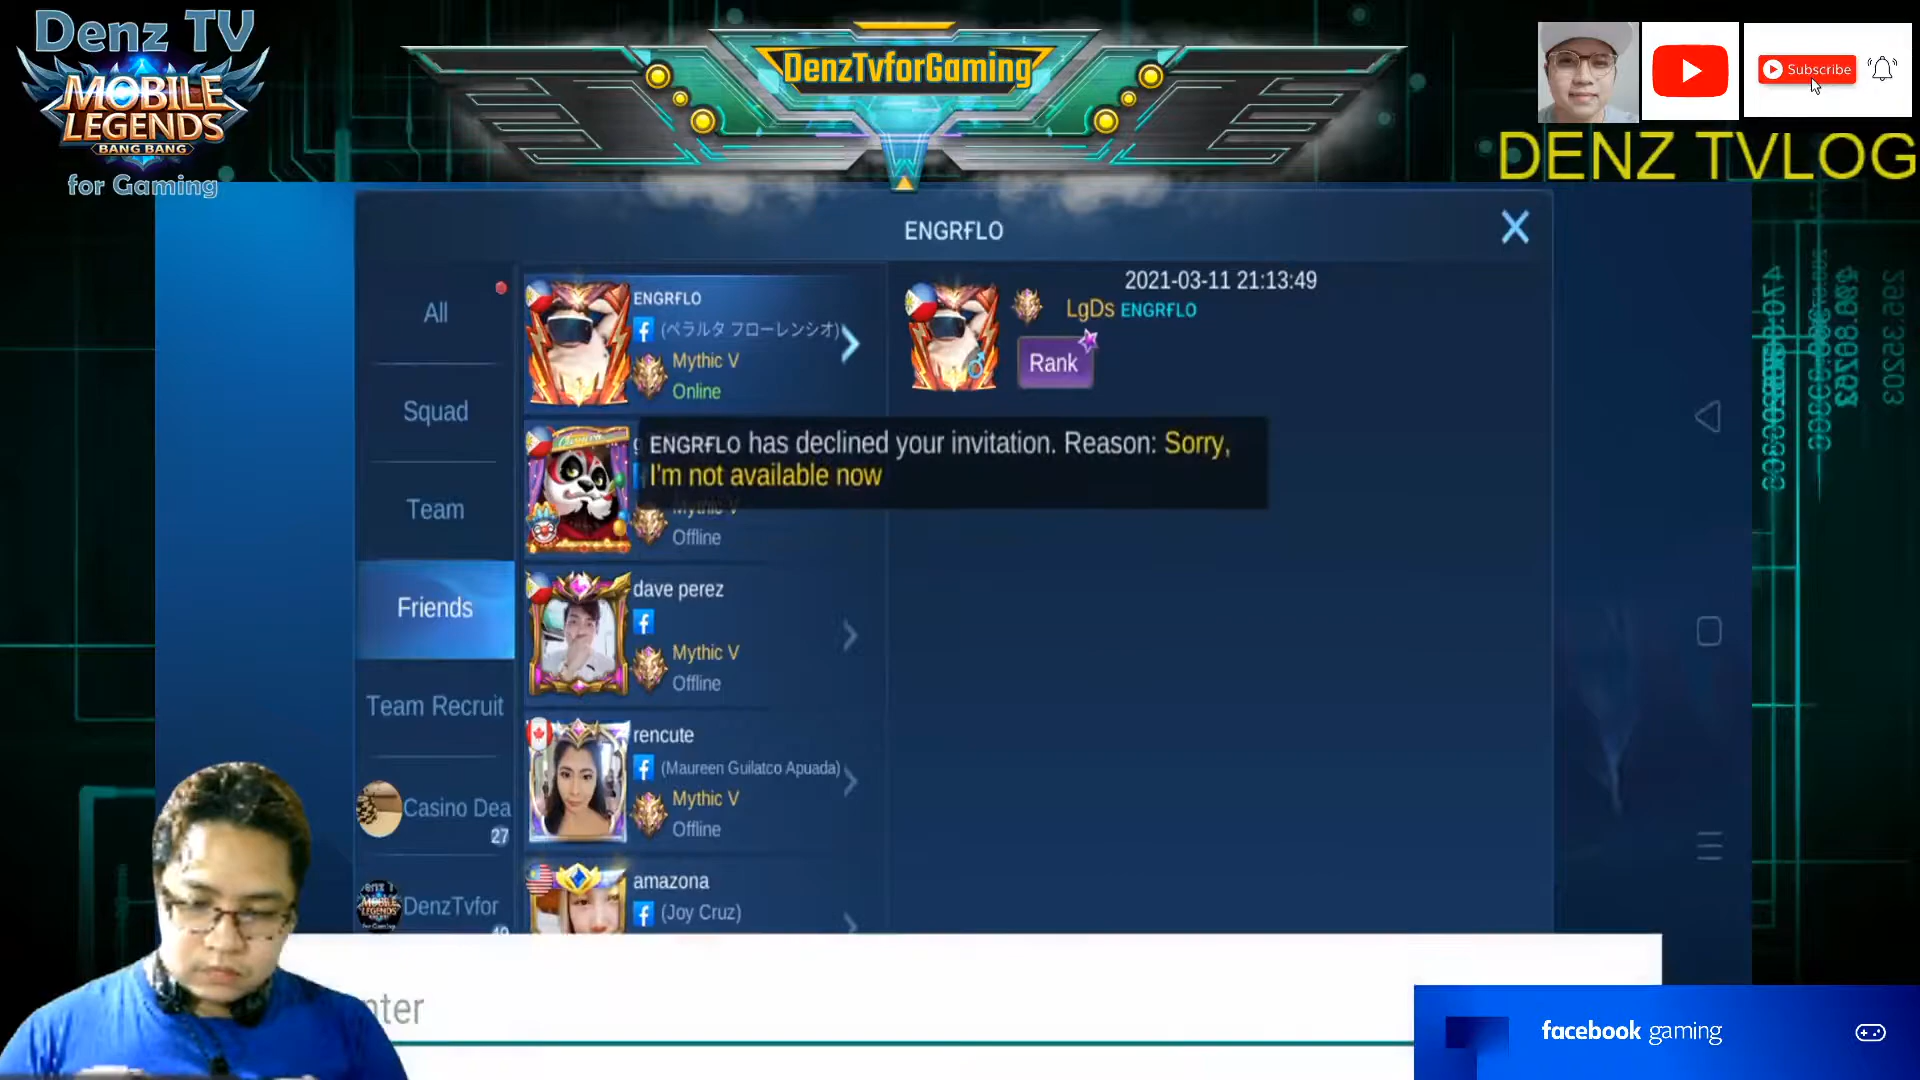 Denz TV
MOBILE
LEGENDS
BANG BANG
for Gaming
DenzTvforGaming
Subscribe
DENZ TVLOG
ENGRFLO
All
Squad
Team
Friends
Team Recruit
Casino Dea
27
DenzTvfor
ENGRFLO
(ペラルタ フローレンシオ)
Mythic V
Online
Mythic V
Offline
dave perez
Mythic V
Offline
rencute
(Maureen Guilatco Apuada)
Mythic V
Offline
amazona
(Joy Cruz)
2021-03-11 21:13:49
LgDs ENGRFLO
Rank
ENGRFLO has declined your invitation. Reason: Sorry,
I'm not available now
nter
facebook gaming